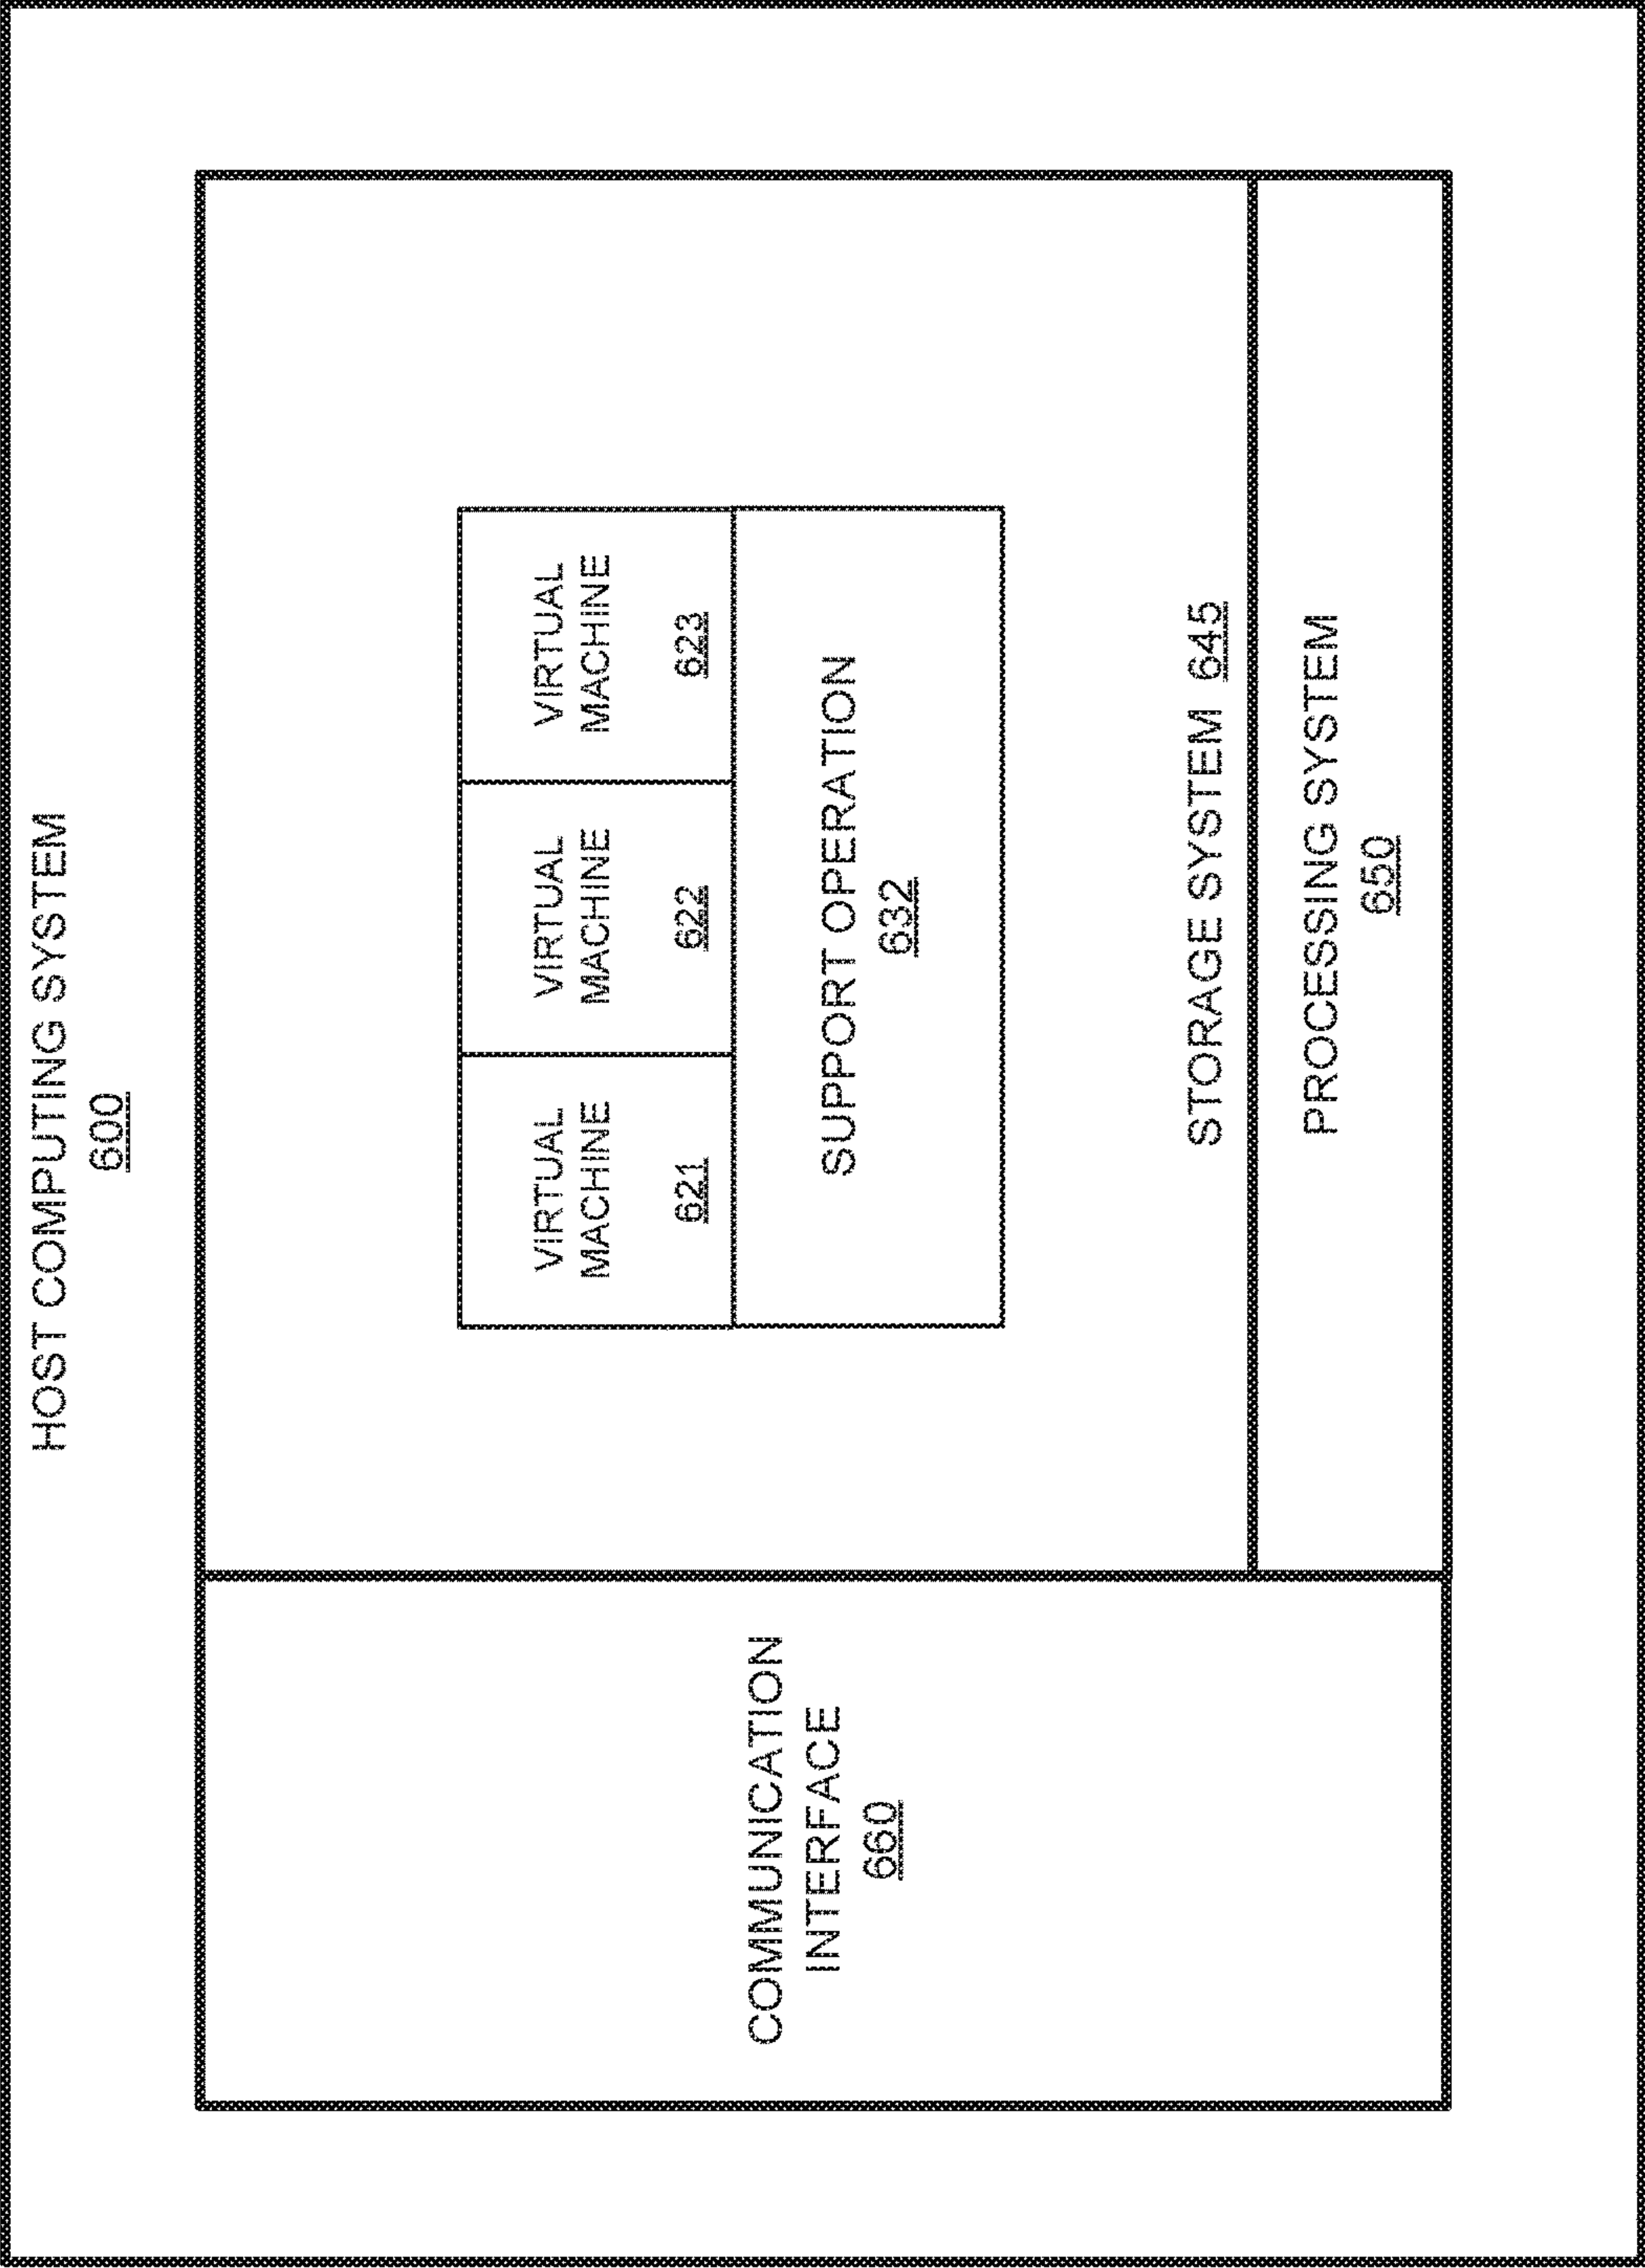 HOST COMPUTING SYSTEM
600
COMMUNICATION
INTERFACE
660
VIRTUAL
MACHINE
621
VIRTUAL
MACHINE
622
VIRTUAL
MACHINE
623
SUPPORT OPERATION
632
STORAGE SYSTEM 645
PROCESSING SYSTEM
650